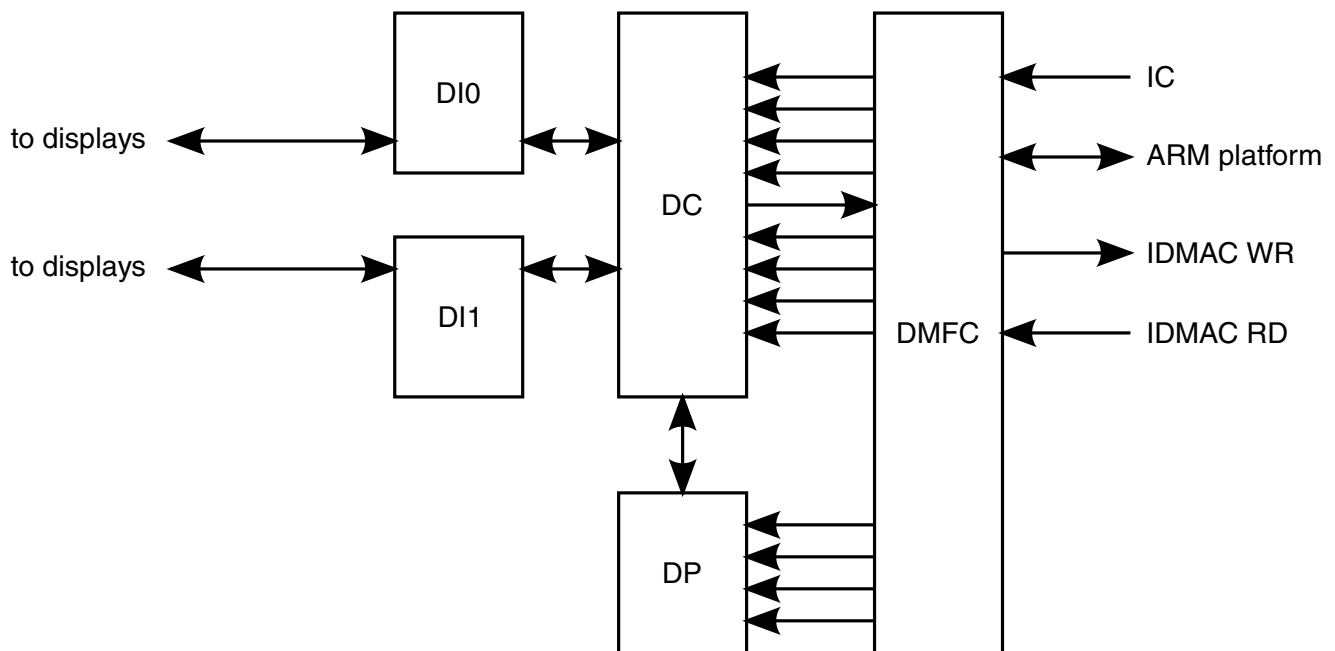 DI0
IC
to displays
ARM platform
DC
IDMAC WR
to displays
DI1
DMFC
IDMAC RD
DP